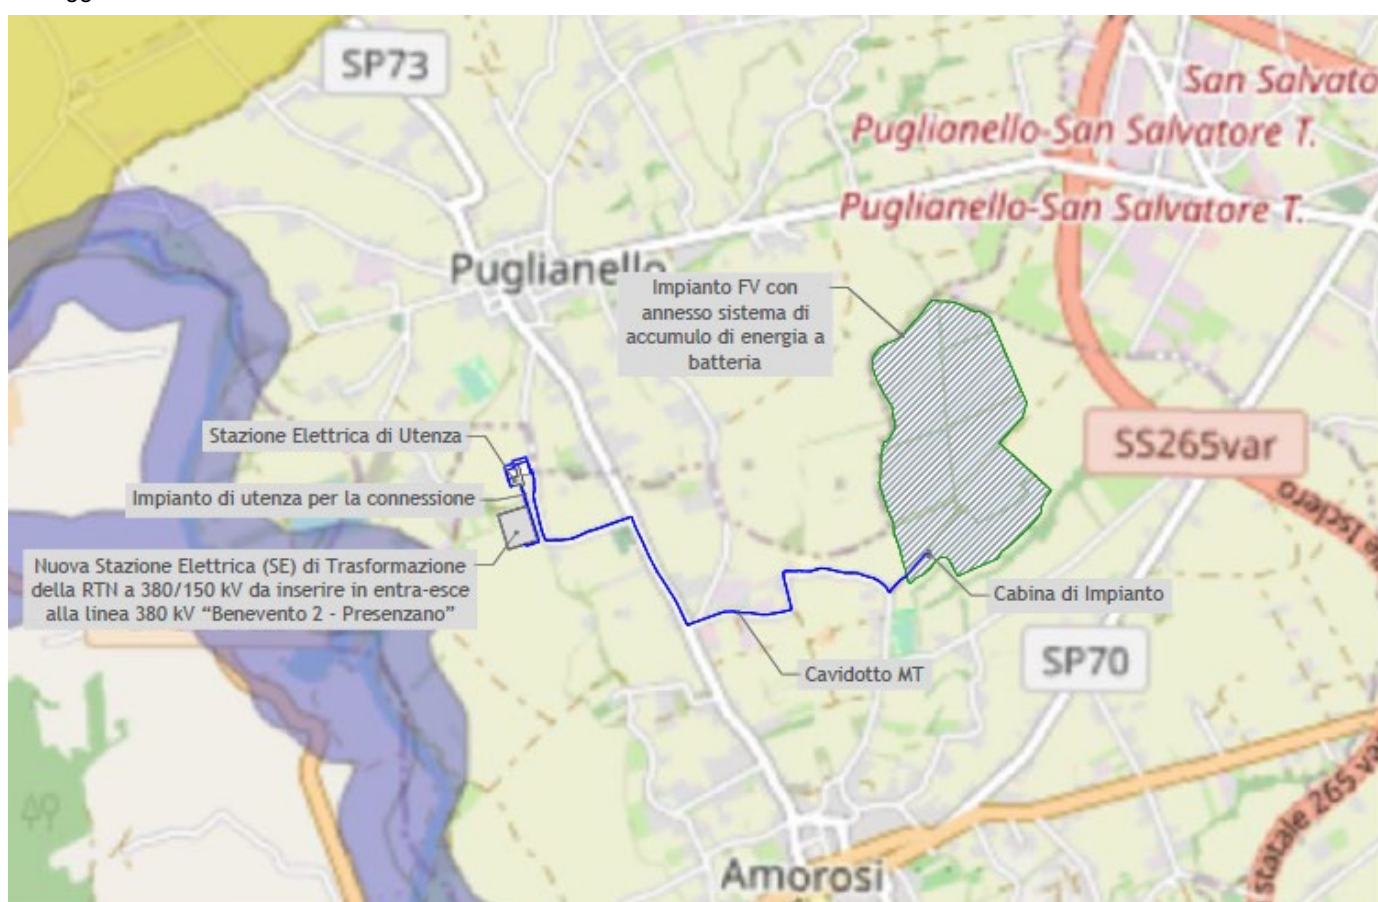 SP73
San Salvato
Puglianello-San Salvatore T.
Puglianello-San Salvatore T.
Puglianello
Impianto FV con
annesso sistema di
accumulo di energia a
batteria
Stazione Elettrica di Utenza
SS265var
Impianto di utenza per la connessione
Nuova Stazione Elettrica (SE) di Trasformazione
della RTN a 380/150 kV da inserire in entra-esce
alla linea 380 kV “Benevento 2 - Presenzano”
Cabina di Impianto
SP70
Cavidotto MT
Amorosi
statale 265 va
le Isclero